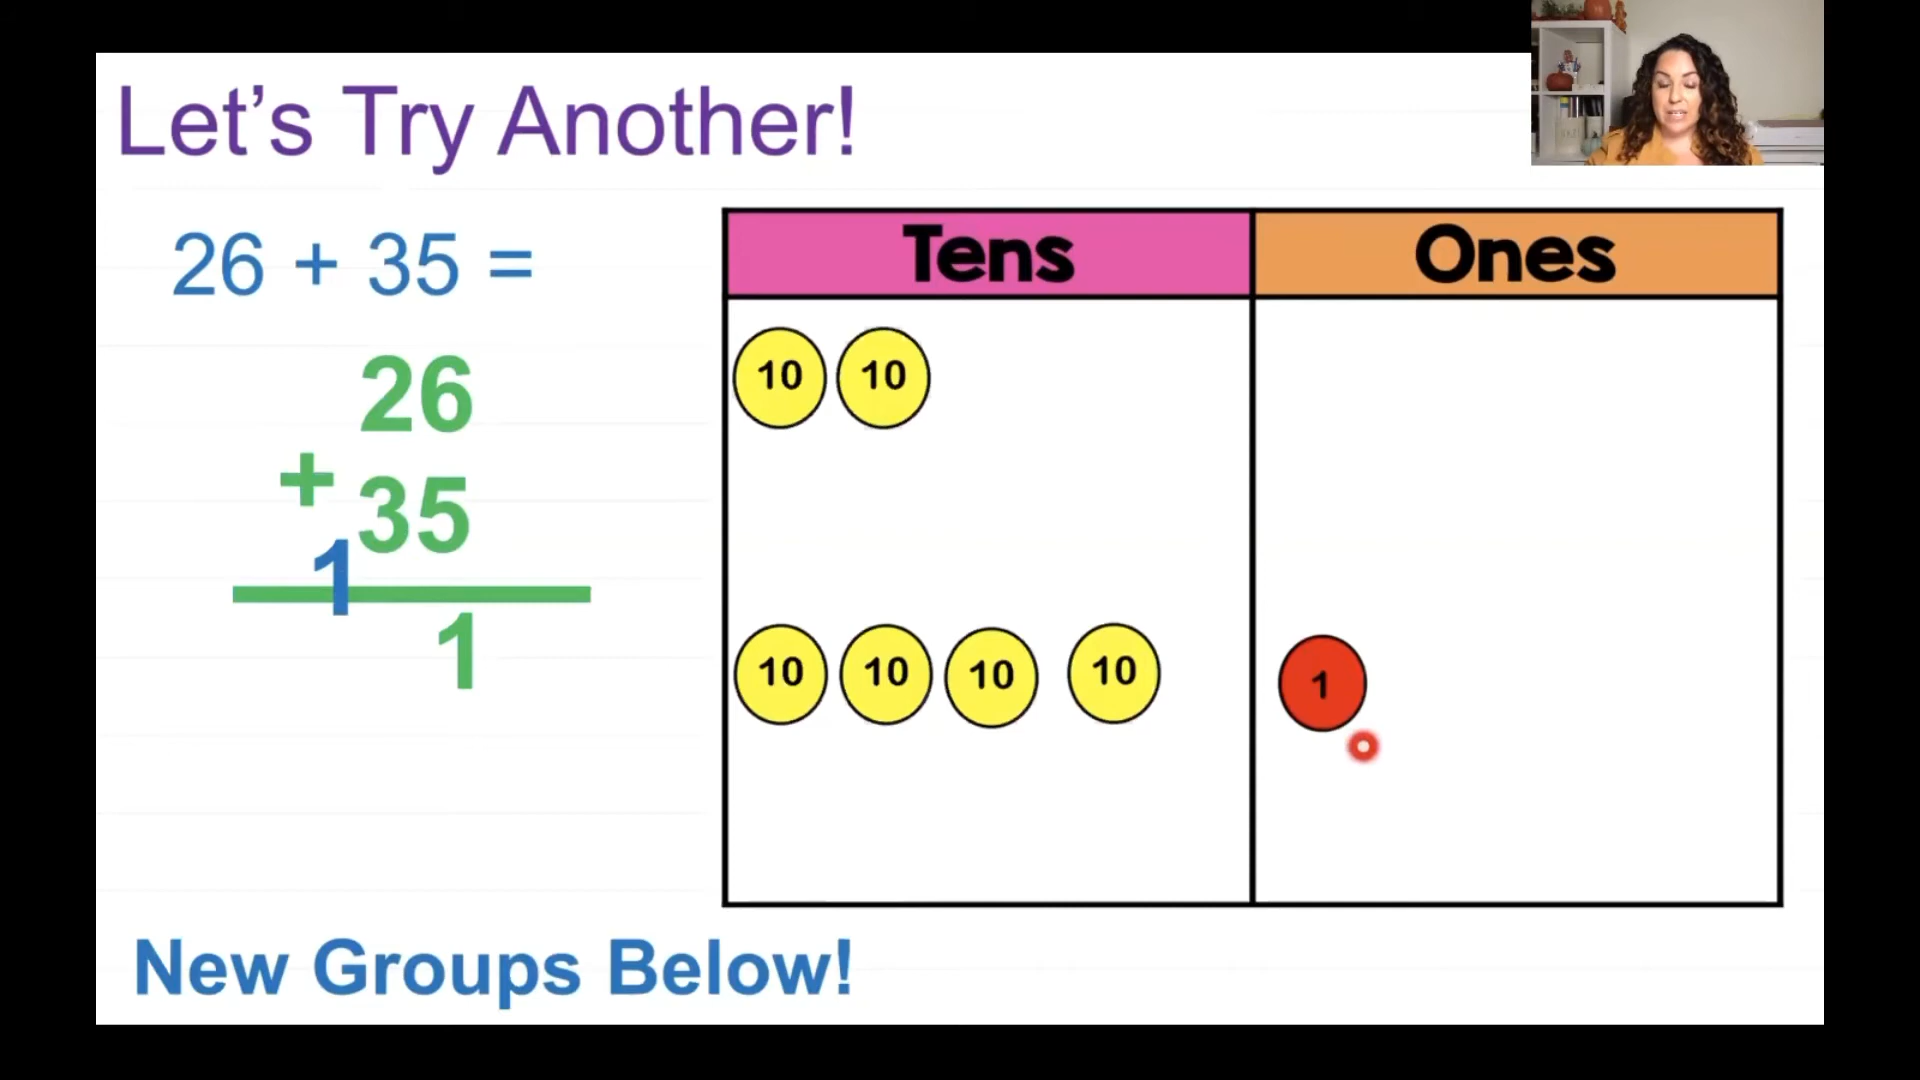 Let’s Try Another!
26 + 35 =
26
+
35
1
1
Tens
Ones
10 10
10 10 10 10
1
New Groups Below!